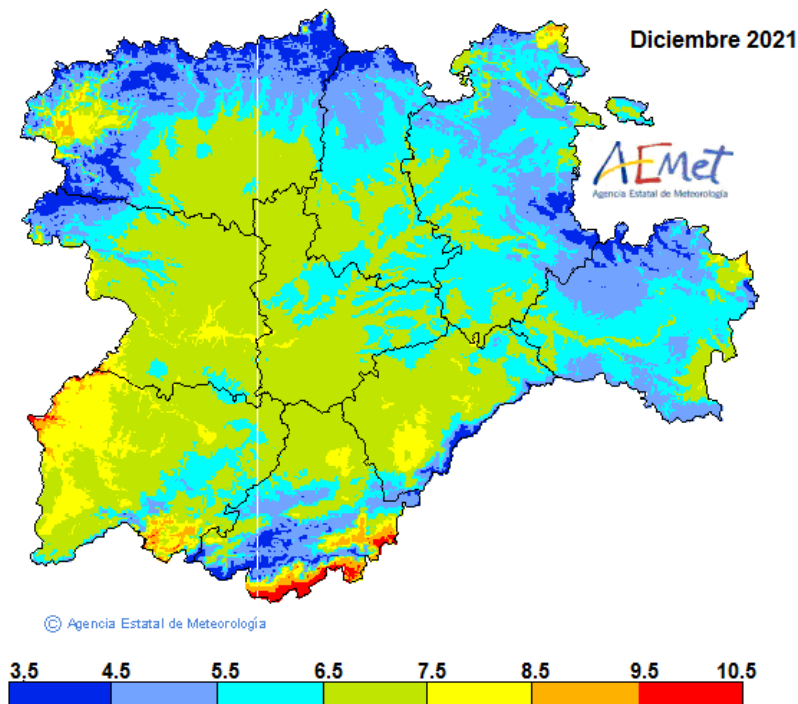 Diciembre 2021
AEMet
Agencia Estatal de Meteorología
© Agencia Estatal de Meteorología
3.5 4.5 5.5 6.5 7.5 8.5 9.5 10.5